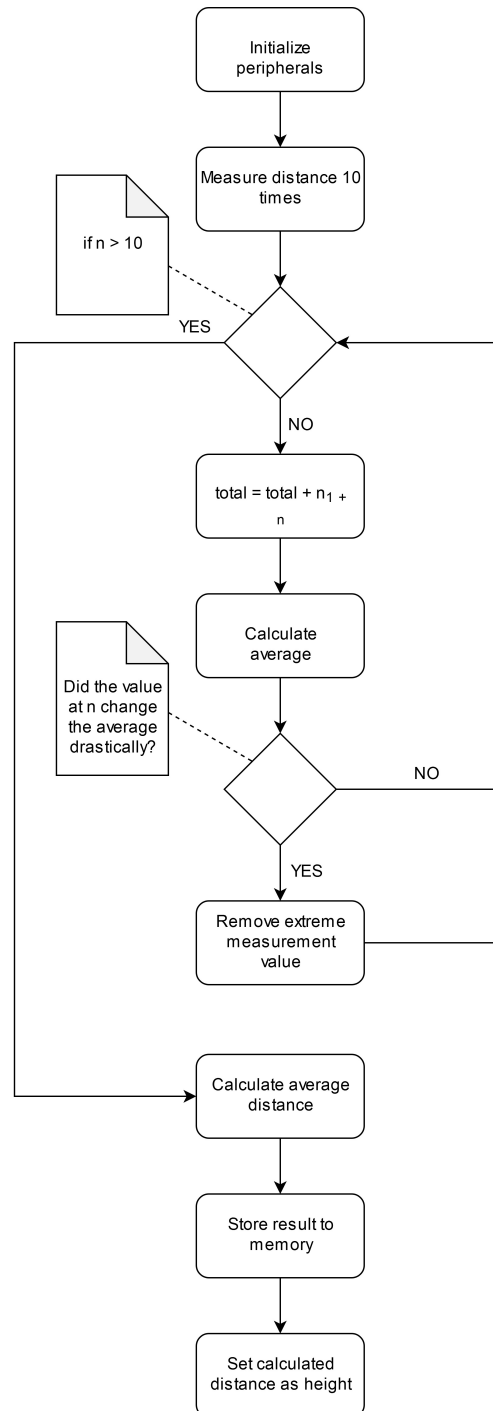 Initialize
peripherals
Measure distance 10
times
if n > 10
YES
NO
total = total + n1 +
n
Calculate
average
Did the value
at n change
the average
drastically?
NO
YES
Remove extreme
measurement
value
Calculate average
distance
Store result to
memory
Set calculated
distance as height